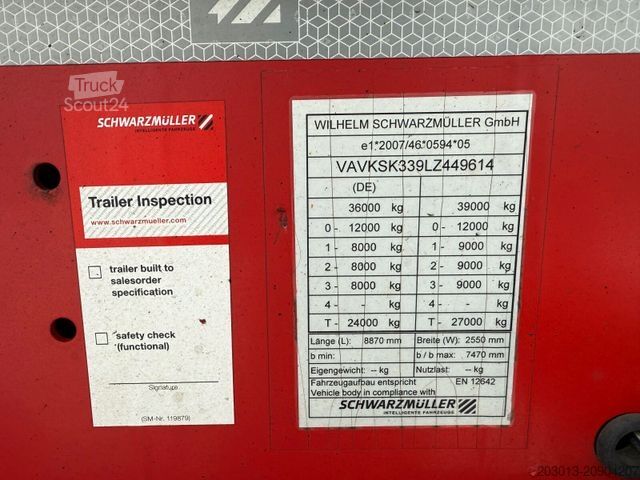 Truck
Scout24
SCHWARZMÜLLER
INTELLIGENTE FAHRZEUGE
Trailer Inspection
www.schwarzmueller.com
trailer built to
salesorder
specification
safety check
(functional)
Signature
(SM-Nr. 119879)
WILHELM SCHWARZMÜLLER GmbH
e1*2007/46*0594*05
VAVKSK339LZ449614
(DE)
36000 kg 39000 kg
0- 12000 kg 0- 12000 kg
1- 8000 kg 1- 9000 kg
2- 8000 kg 2- 9000 kg
3- 8000 kg 3- 9000 kg
4- - kg 4- - kg
T- 24000 kg T- 27000 kg
Länge (L): 8870 mm Breite (W): 2550 mm
b min: b / b max: 7470 mm
Eigengewicht: -- kg Nutzlast: -- kg
Fahrzeugaufbau entspricht EN 12642
Vehicle body in compliance with
SCHWARZMÜLLER
INTELLIGENTE FAHRZEUGE